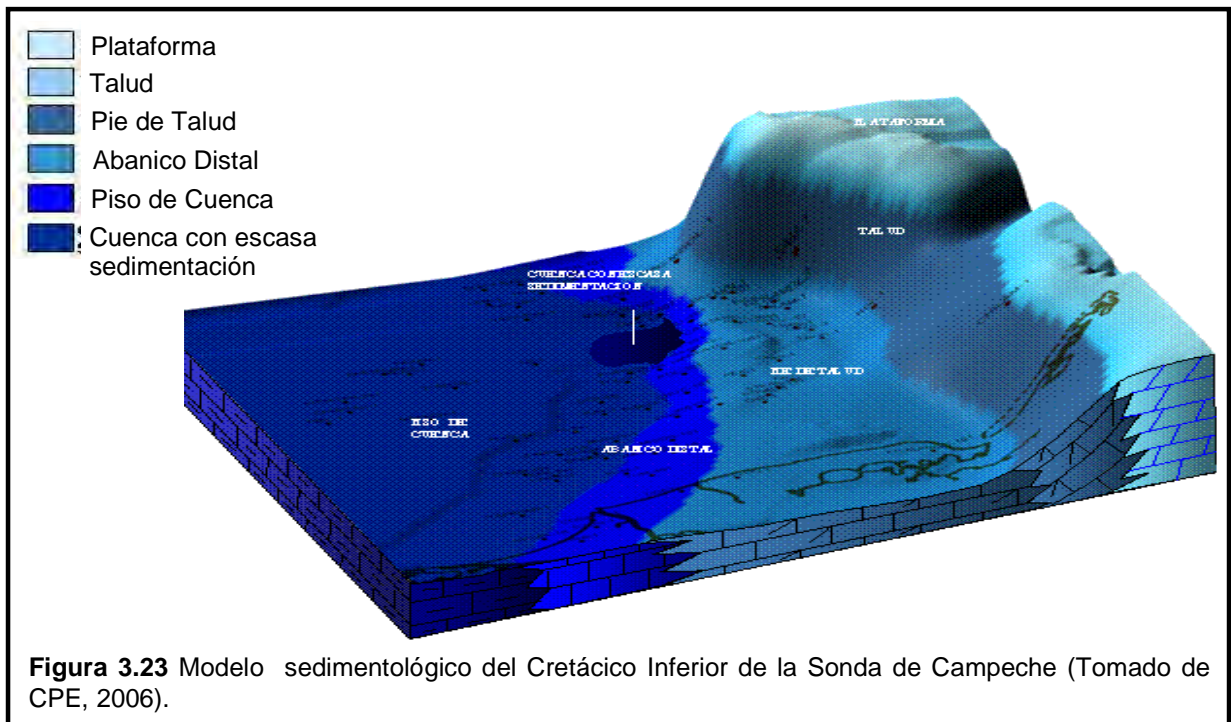 Plataforma
Talud
Pie de Talud
Abanico Distal
Piso de Cuenca
Cuenca con escasa
sedimentación
PLATAFORMA
TALUD
CUENCA CON ESCASA
SEDIMENTACION
PIE DE TALUD
PISO DE
CUENCA
ABANICO DISTAL
Figura 3.23 Modelo sedimentológico del Cretácico Inferior de la Sonda de Campeche (Tomado de
CPE, 2006).